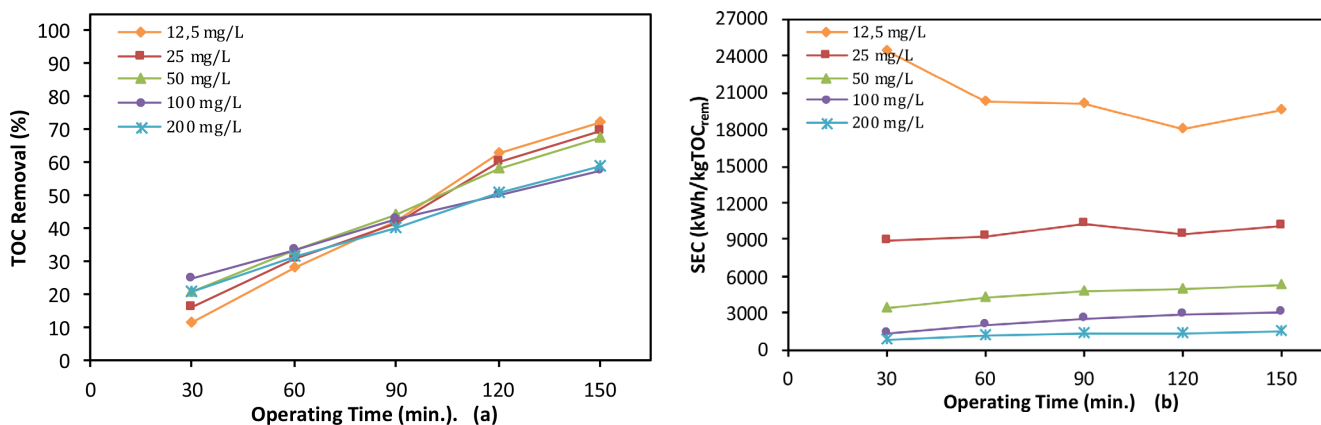 TOC Removal (%)
100
90
80
70
60
50
40
30
20
10
0
12,5 mg/L
25 mg/L
50 mg/L
100 mg/L
200 mg/L
0 30 60 90 120 150
Operating Time (min.). (a)
SEC (kWh/kgTOCremi)
27000
24000
21000
18000
15000
12000
9000
6000
3000
0
12,5 mg/L
25 mg/L
50 mg/L
100 mg/L
200 mg/L
0 30 60 90 120 150
Operating Time (min.) (b)